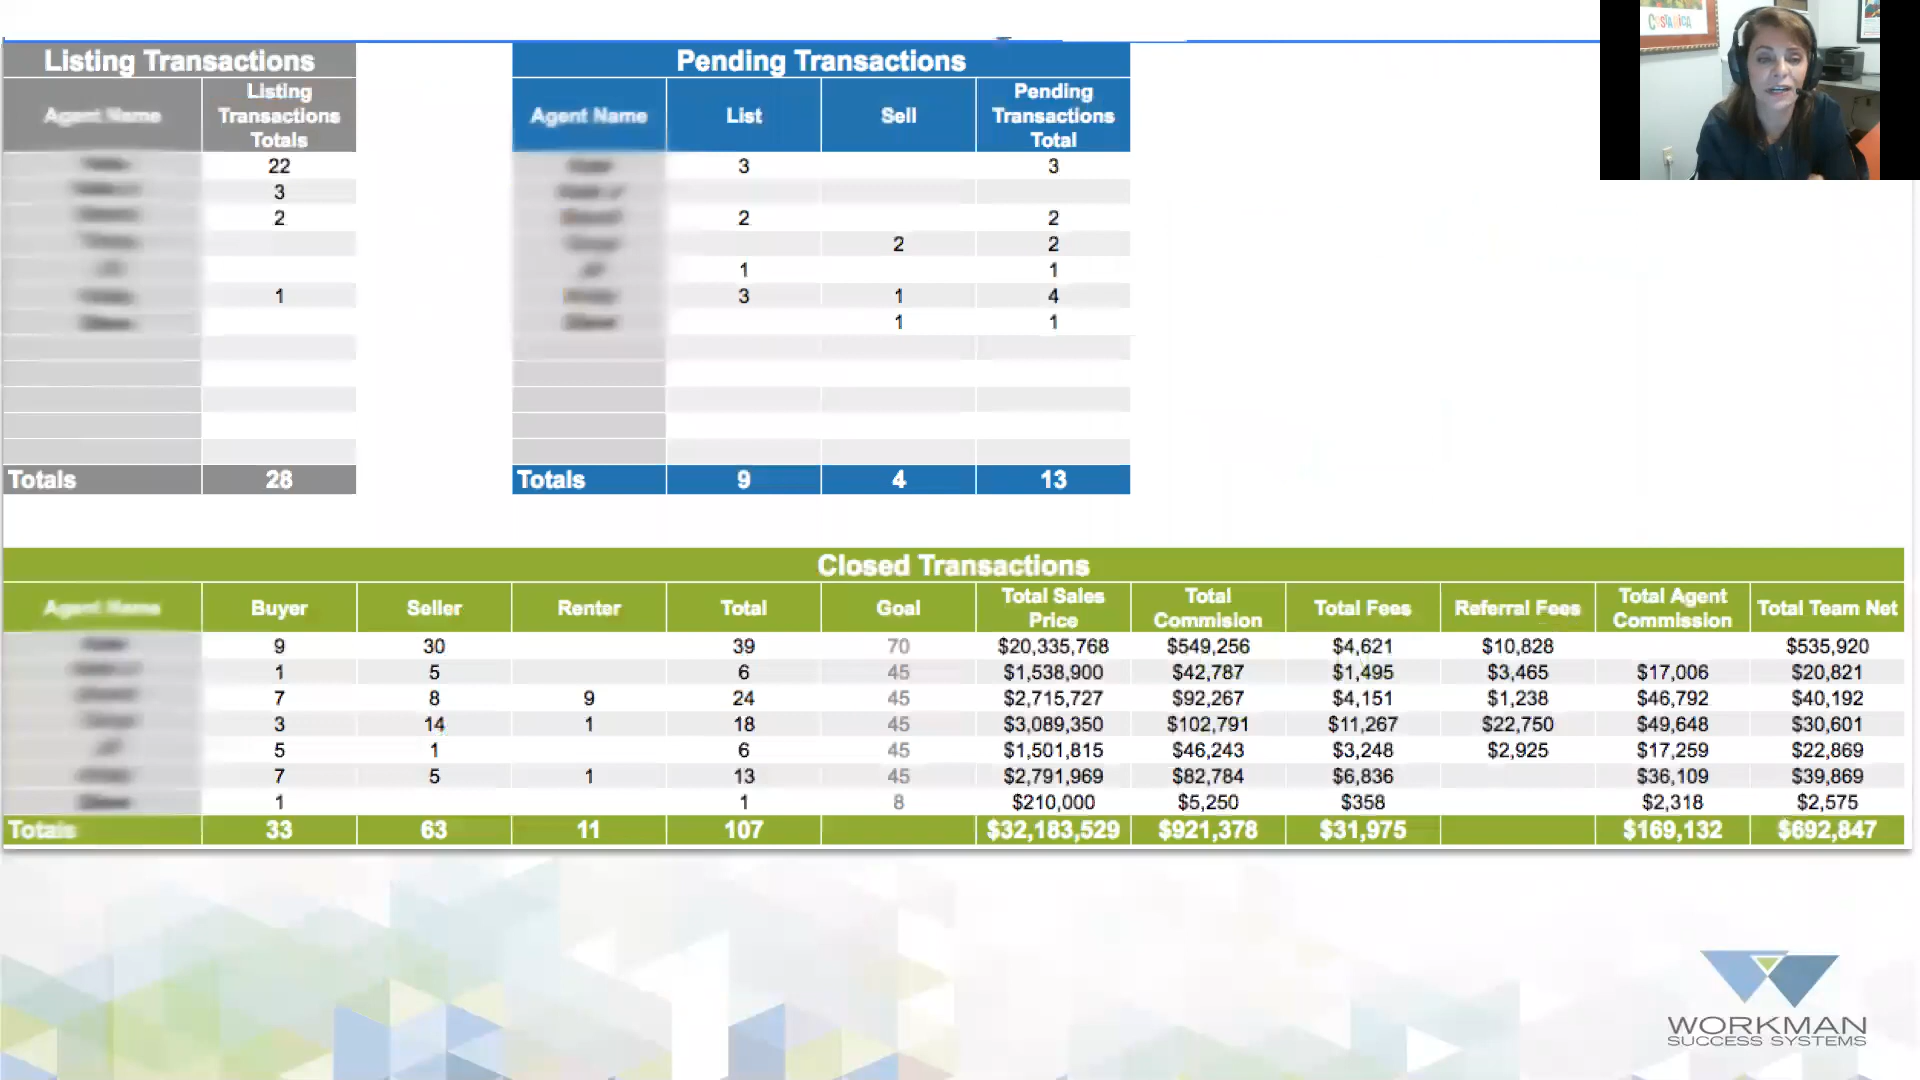 COSTA RICA
Listing Transactions
Agent Name
Listing Transactions Totals
22
3
2
1
Totals 28
Pending Transactions
Agent Name List Sell Pending Transactions Total
3 3
2 2
2 2
1 1
3 1 4
1 1
Totals 9 4 13
Closed Transactions
Agent Name Buyer Seller Renter Total Goal Total Sales Price Total Commision Total Fees Referral Fees Total Agent Commission Total Team Net
9 30 39 70 $20,335,768 $549,256 $4,621 $10,828 $535,920
1 5 6 45 $1,538,900 $42,787 $1,495 $3,465 $17,006 $20,821
7 8 9 24 45 $2,715,727 $92,267 $4,151 $1,238 $46,792 $40,192
3 14 1 18 45 $3,089,350 $102,791 $11,267 $22,750 $49,648 $30,601
5 1 6 45 $1,501,815 $46,243 $3,248 $2,925 $17,259 $22,869
7 5 1 13 45 $2,791,969 $82,784 $6,836 $36,109 $39,869
1 1 8 $210,000 $5,250 $358 $2,318 $2,575
Totals 33 63 11 107 $32,183,529 $921,378 $31,975 $169,132 $692,847
WORKMAN
SUCCESS SYSTEMS